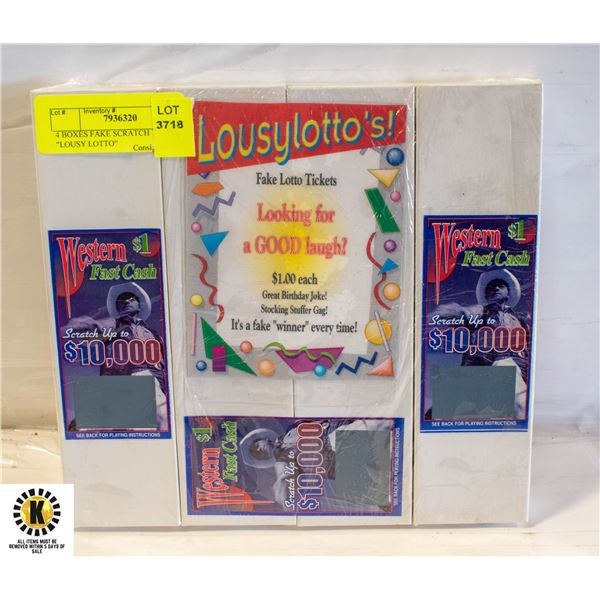 Lot #
Inventory #:
7936320
LOT
3718
4 BOXES FAKE SCRATCH
"LOUSY LOTTO"
Consi
Lousylotto's!
Fake Lotto Tickets
Looking for
a GOOD laugh?
$1.00 each
Great Birthday Joke!
Stocking Stuffer Gag!
It's a fake "winner" every time!
Western
$1
Fast Cash
Scratch Up to
$10,000
SEE BACK FOR PLAYING INSTRUCTIONS
Western
$1
Fast Cash
Scratch Up to
$10,000
SEE BACK FOR PLAYING INSTRUCTIONS
Western
$1
Fast Cash
Scratch Up to
$10,000
SEE BACK FOR PLAYING INSTRUCTIONS
K
ALL ITEMS MUST BE
REMOVED WITHIN 5 DAYS OF
SALE